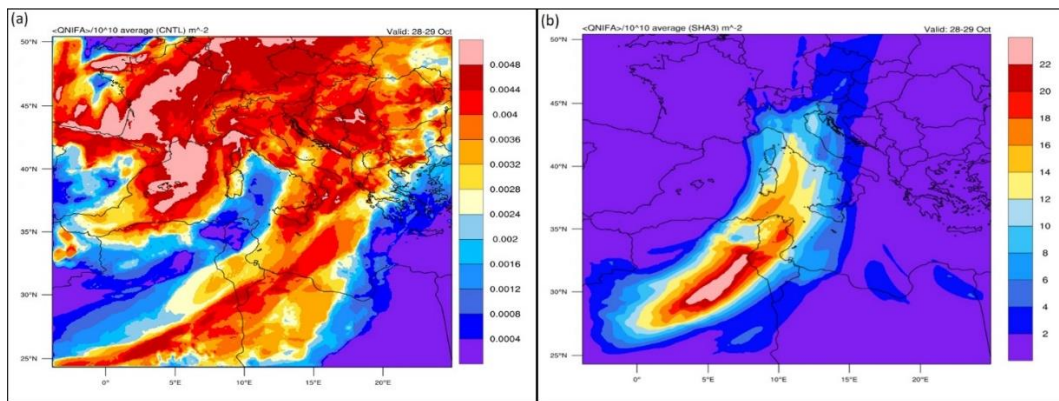 (a)
<QNIFA>/10^10 average (CNTL) m^-2 Valid: 28-29 Oct
50°N
45°N
40°N
35°N
30°N
25°N
0° 5°E 10°E 15°E 20°E
0.0048
0.0044
0.004
0.0036
0.0032
0.0028
0.0024
0.002
0.0016
0.0012
0.0008
0.0004
(b)
<QNIFA>/10^10 average (SHA3) m^-2 Valid: 28-29 Oct
50°N
45°N
40°N
35°N
30°N
25°N
0° 5°E 10°E 15°E 20°E
22
20
18
16
14
12
10
8
6
4
2